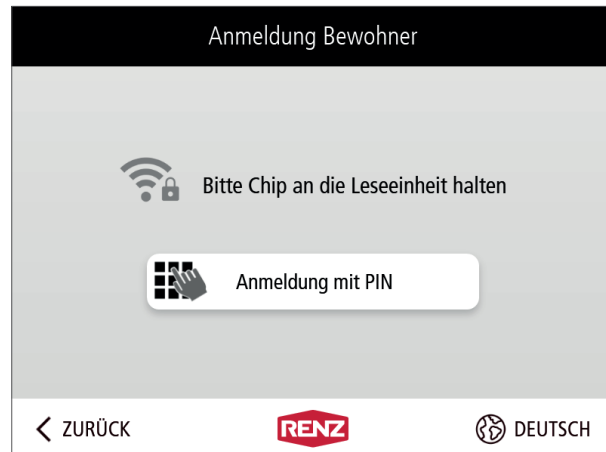 Anmeldung Bewohner
Bitte Chip an die Leseeinheit halten
Anmeldung mit PIN
ZURÜCK
RENZ
DEUTSCH